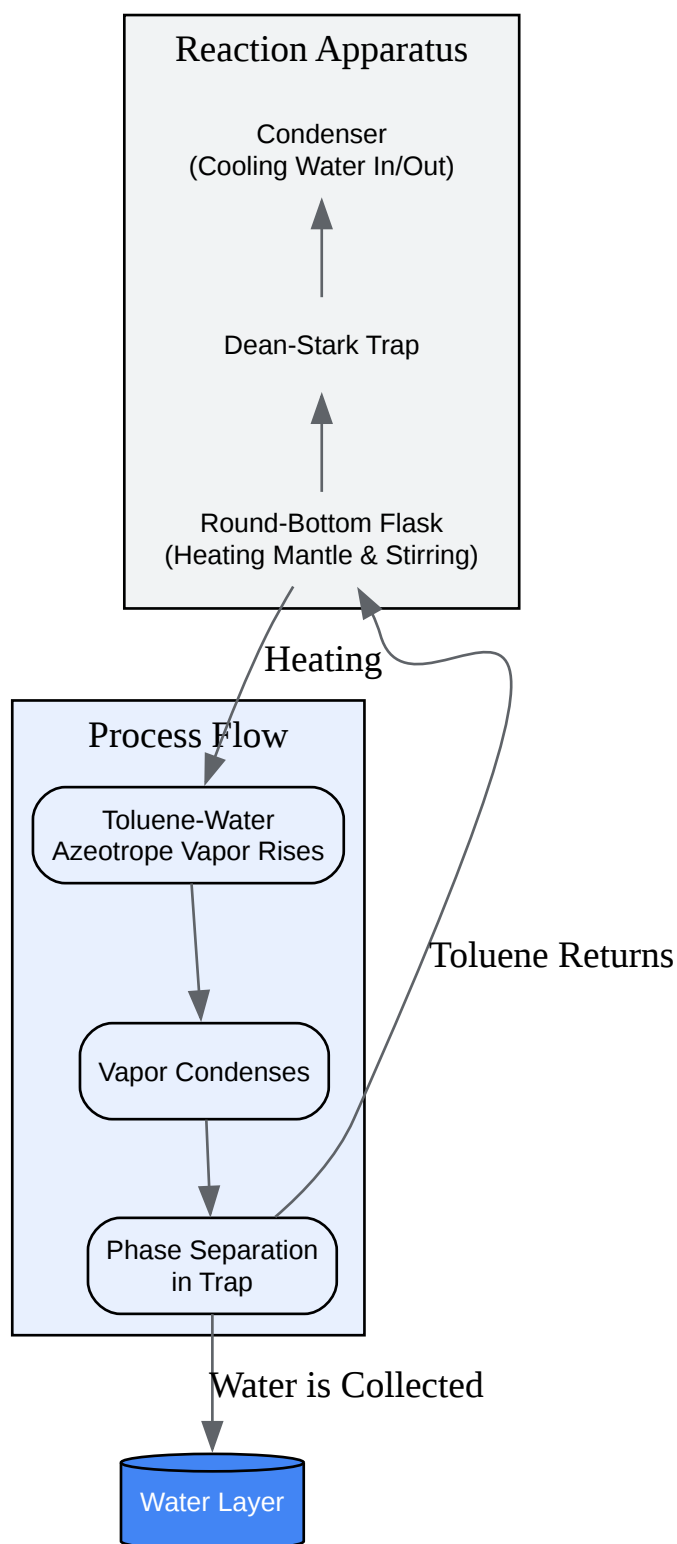 Reaction Apparatus
Condenser
(Cooling Water In/Out)
Dean-Stark Trap
Round-Bottom Flask
(Heating Mantle & Stirring)
Heating
Process Flow
Toluene-Water
Azeotrope Vapor Rises
Toluene Returns
Vapor Condenses
Phase Separation
in Trap
Water is Collected
Water Layer